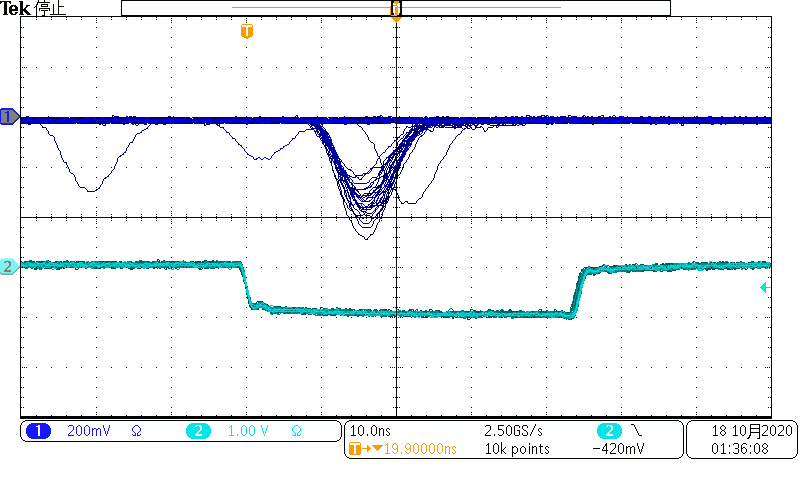 Tek 停止
T
1
2
1 200mV Ω 2 1.00 V Ω 10.0ns 2.50GS/s 2 18 10月2020
T→▼19.90000ns 10k points −420mV 01:36:08